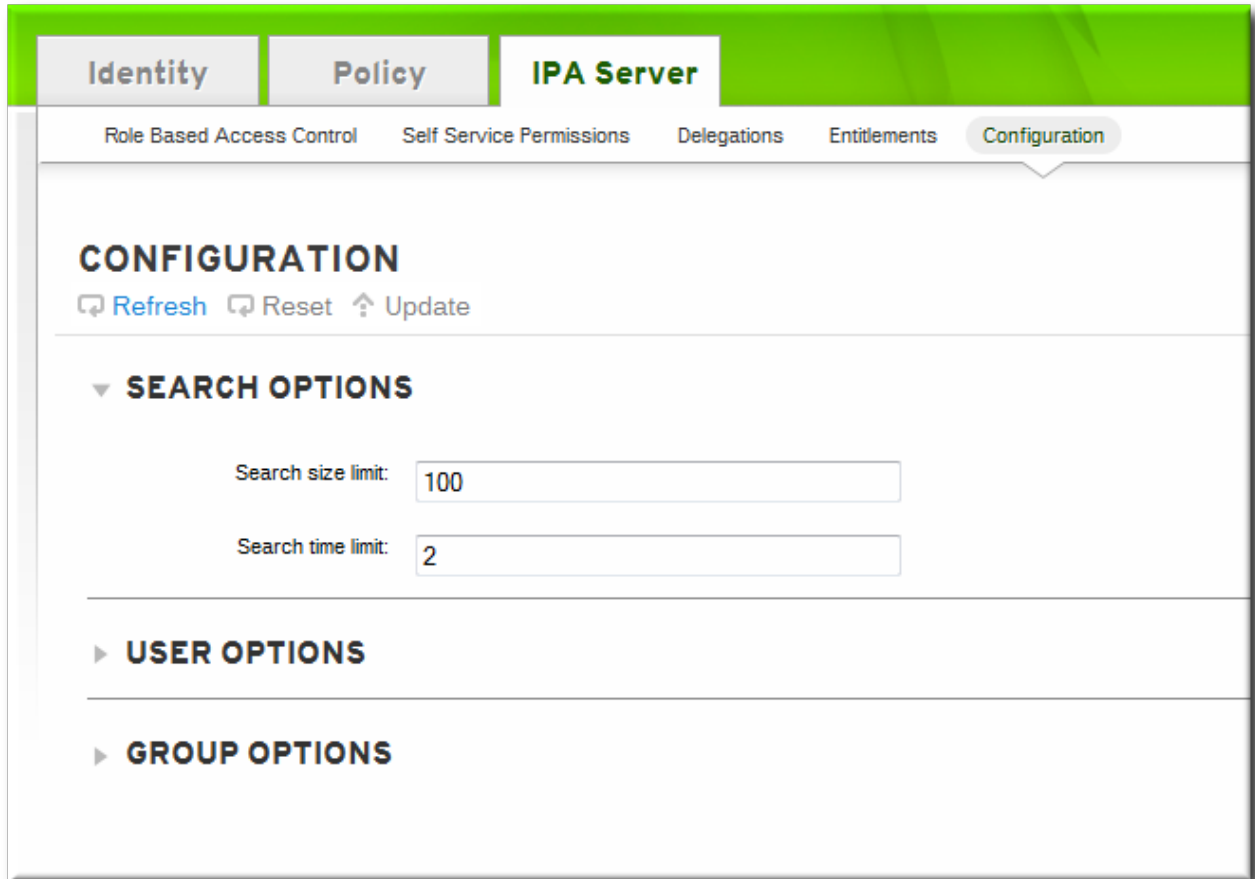 Identity Policy IPA Server
Role Based Access Control Self Service Permissions Delegations Entitlements Configuration
CONFIGURATION
Refresh Reset Update
SEARCH OPTIONS
Search size limit: 100
Search time limit: 2
USER OPTIONS
GROUP OPTIONS